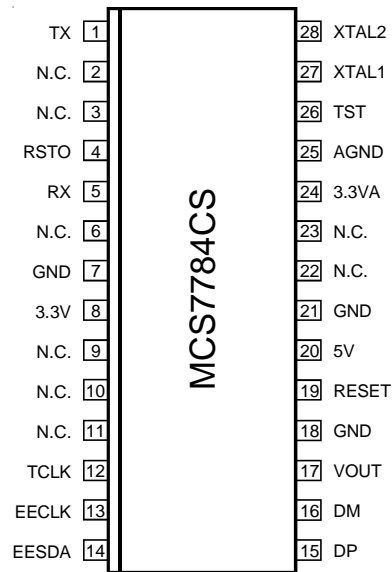 TX 1
N.C. 2
N.C. 3
RSTO 4
RX 5
N.C. 6
GND 7
3.3V 8
N.C. 9
N.C. 10
N.C. 11
TCLK 12
EECLK 13
EESDA 14
MCS7784CS
28 XTAL2
27 XTAL1
26 TST
25 AGND
24 3.3VA
23 N.C.
22 N.C.
21 GND
20 5V
19 RESET
18 GND
17 VOUT
16 DM
15 DP